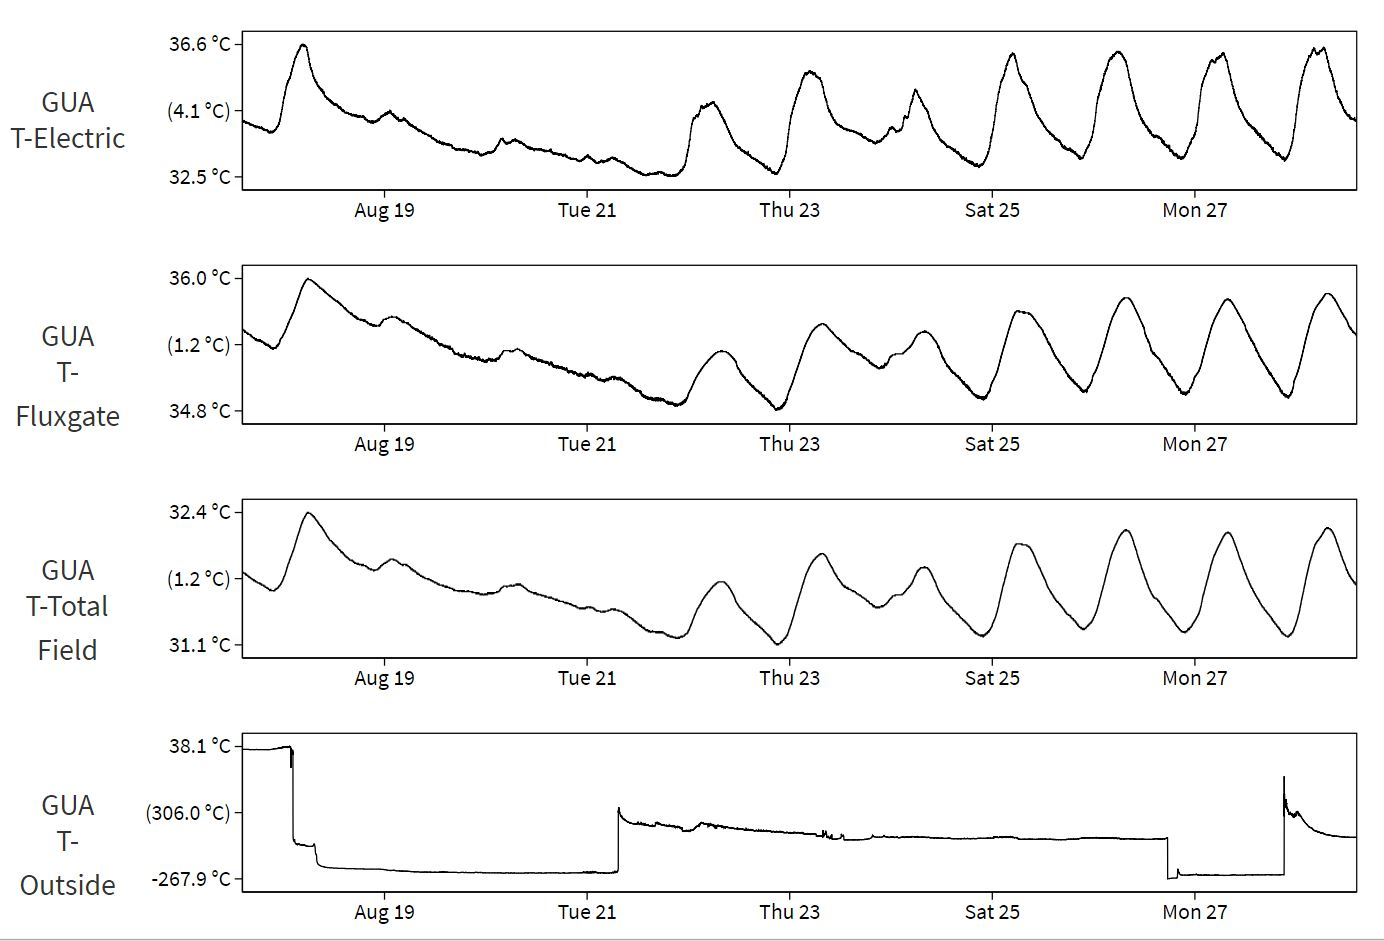 GUA
T-Electric
36.6 °C
(4.1 °C)
32.5 °C
Aug 19
Tue 21
Thu 23
Sat 25
Mon 27
GUA
T-
Fluxgate
36.0 °C
(1.2 °C)
34.8 °C
Aug 19
Tue 21
Thu 23
Sat 25
Mon 27
GUA
T-Total
Field
32.4 °C
(1.2 °C)
31.1 °C
Aug 19
Tue 21
Thu 23
Sat 25
Mon 27
GUA
T-
Outside
38.1 °C
(306.0 °C)
-267.9 °C
Aug 19
Tue 21
Thu 23
Sat 25
Mon 27